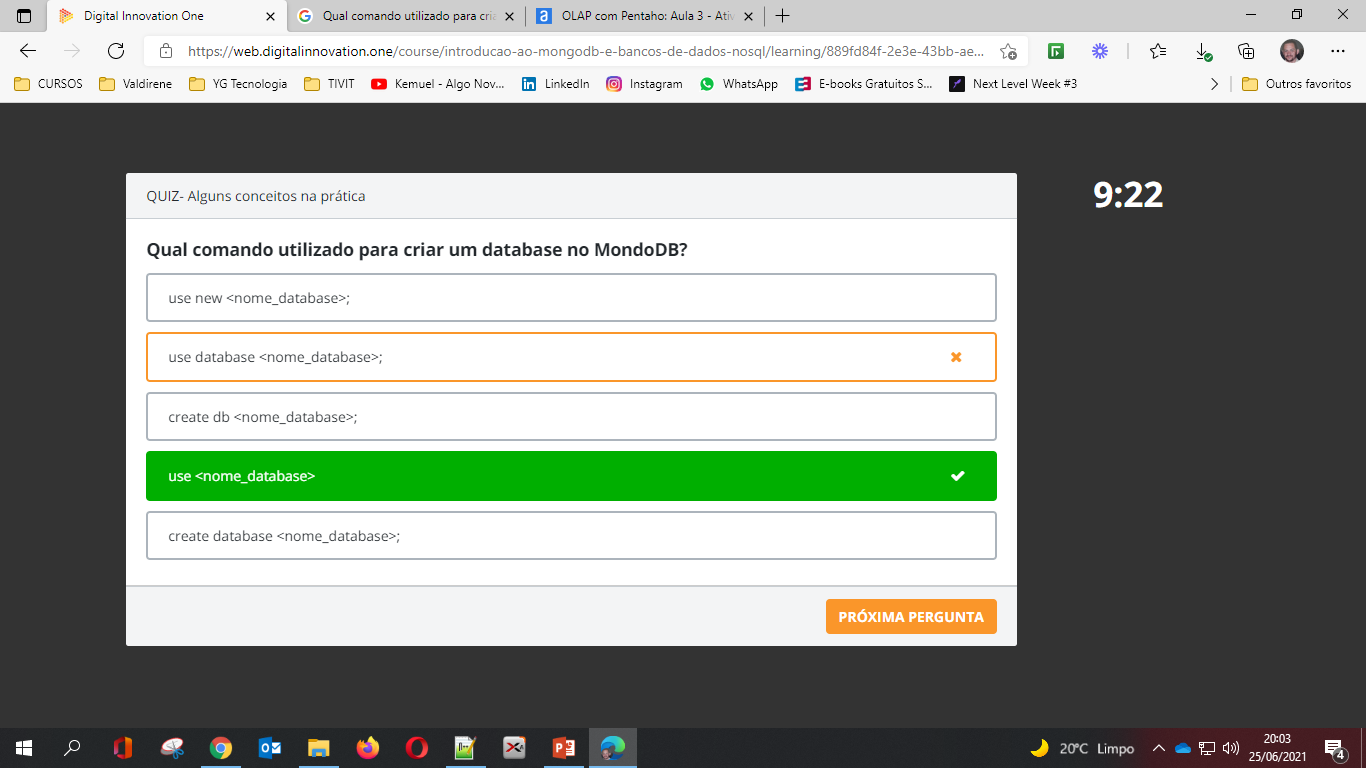 Digital Innovation One
Qual comando utilizado para cria
OLAP com Pentaho: Aula 3 - Ativ
https://web.digitalinnovation.one/course/introducao-ao-mongodb-e-bancos-de-dados-nosql/learning/889fd84f-2e3e-43bb-ae...
CURSOS
Valdirene
YG Tecnologia
TIVIT
Kemuel - Algo Nov...
LinkedIn
Instagram
WhatsApp
E-books Gratuitos S...
Next Level Week #3
Outros favoritos
QUIZ- Alguns conceitos na prática
9:22
Qual comando utilizado para criar um database no MondoDB?
use new <nome_database>;
use database <nome_database>;
create db <nome_database>;
use <nome_database>
create database <nome_database>;
PRÓXIMA PERGUNTA
20°C Limpo
20:03
25/06/2021
4